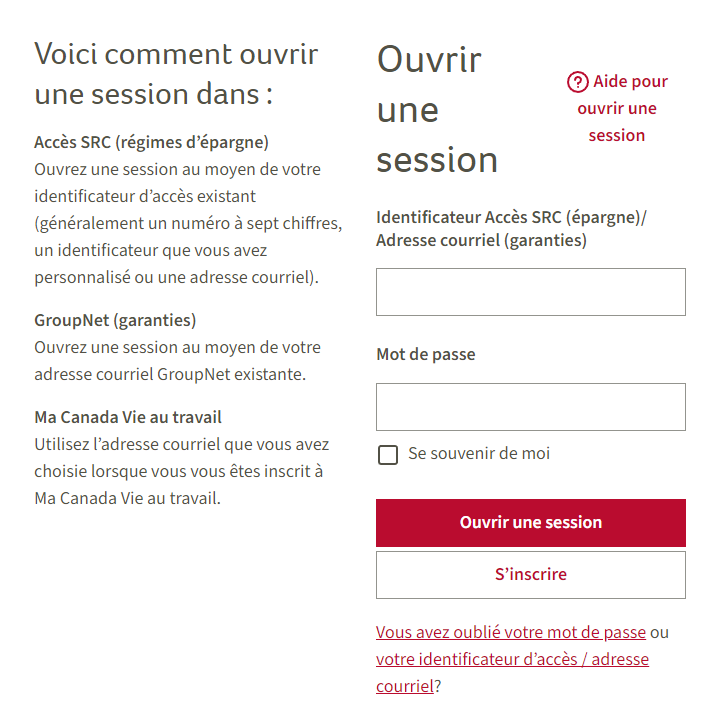 Voici comment ouvrir
une session dans :
Accès SRC (régimes d’épargne)
Ouvrez une session au moyen de votre
identificateur d’accès existant
(généralement un numéro à sept chiffres,
un identificateur que vous avez
personnalisé ou une adresse courriel).
GroupNet (garanties)
Ouvrez une session au moyen de votre
adresse courriel GroupNet existante.
Ma Canada Vie au travail
Utilisez l’adresse courriel que vous avez
choisie lorsque vous vous êtes inscrit à
Ma Canada Vie au travail.
Ouvrir
une
session
Aide pour
ouvrir une
session
Identificateur Accès SRC (épargne)/
Adresse courriel (garanties)
Mot de passe
Se souvenir de moi
Ouvrir une session
S’inscrire
Vous avez oublié votre mot de passe ou
votre identificateur d’accès / adresse
courriel?